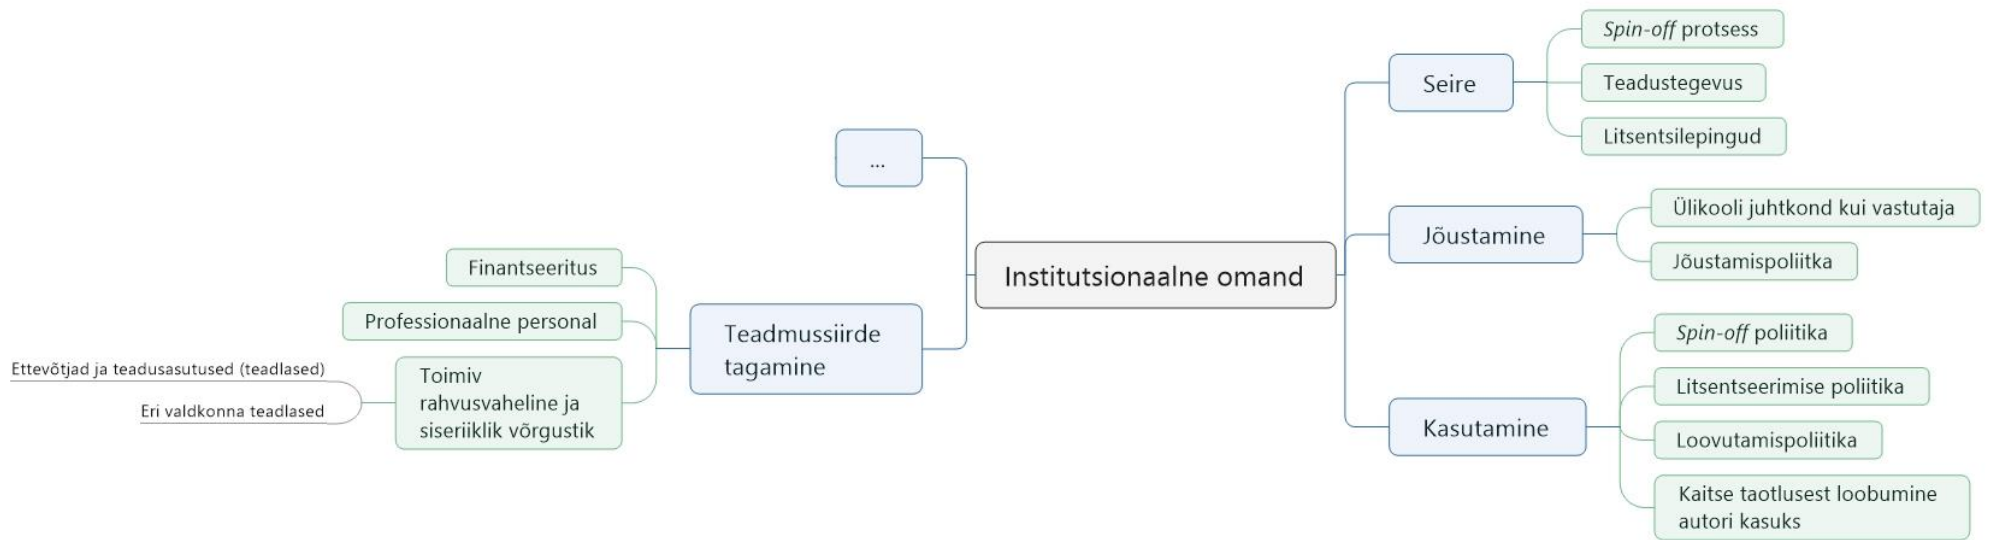 Institutsionaalne omand
Seire
Spin-off protsess
Teadustegevus
Litsentsilepingud
Jõustamine
Ülikooli juhtkond kui vastutaja
Jõustamispoliitka
Kasutamine
Spin-off poliitika
Litsentseerimise poliitika
Loovutamispoliitika
Kaitse taotlusest loobumine
autori kasuks
...
Teadmussiirde
tagamine
Finantseeritus
Professionaalne personal
Toimiv
rahvusvaheline ja
siseriiklik võrgustik
Ettevõtjad ja teadusasutused (teadlased)
Eri valdkonna teadlased